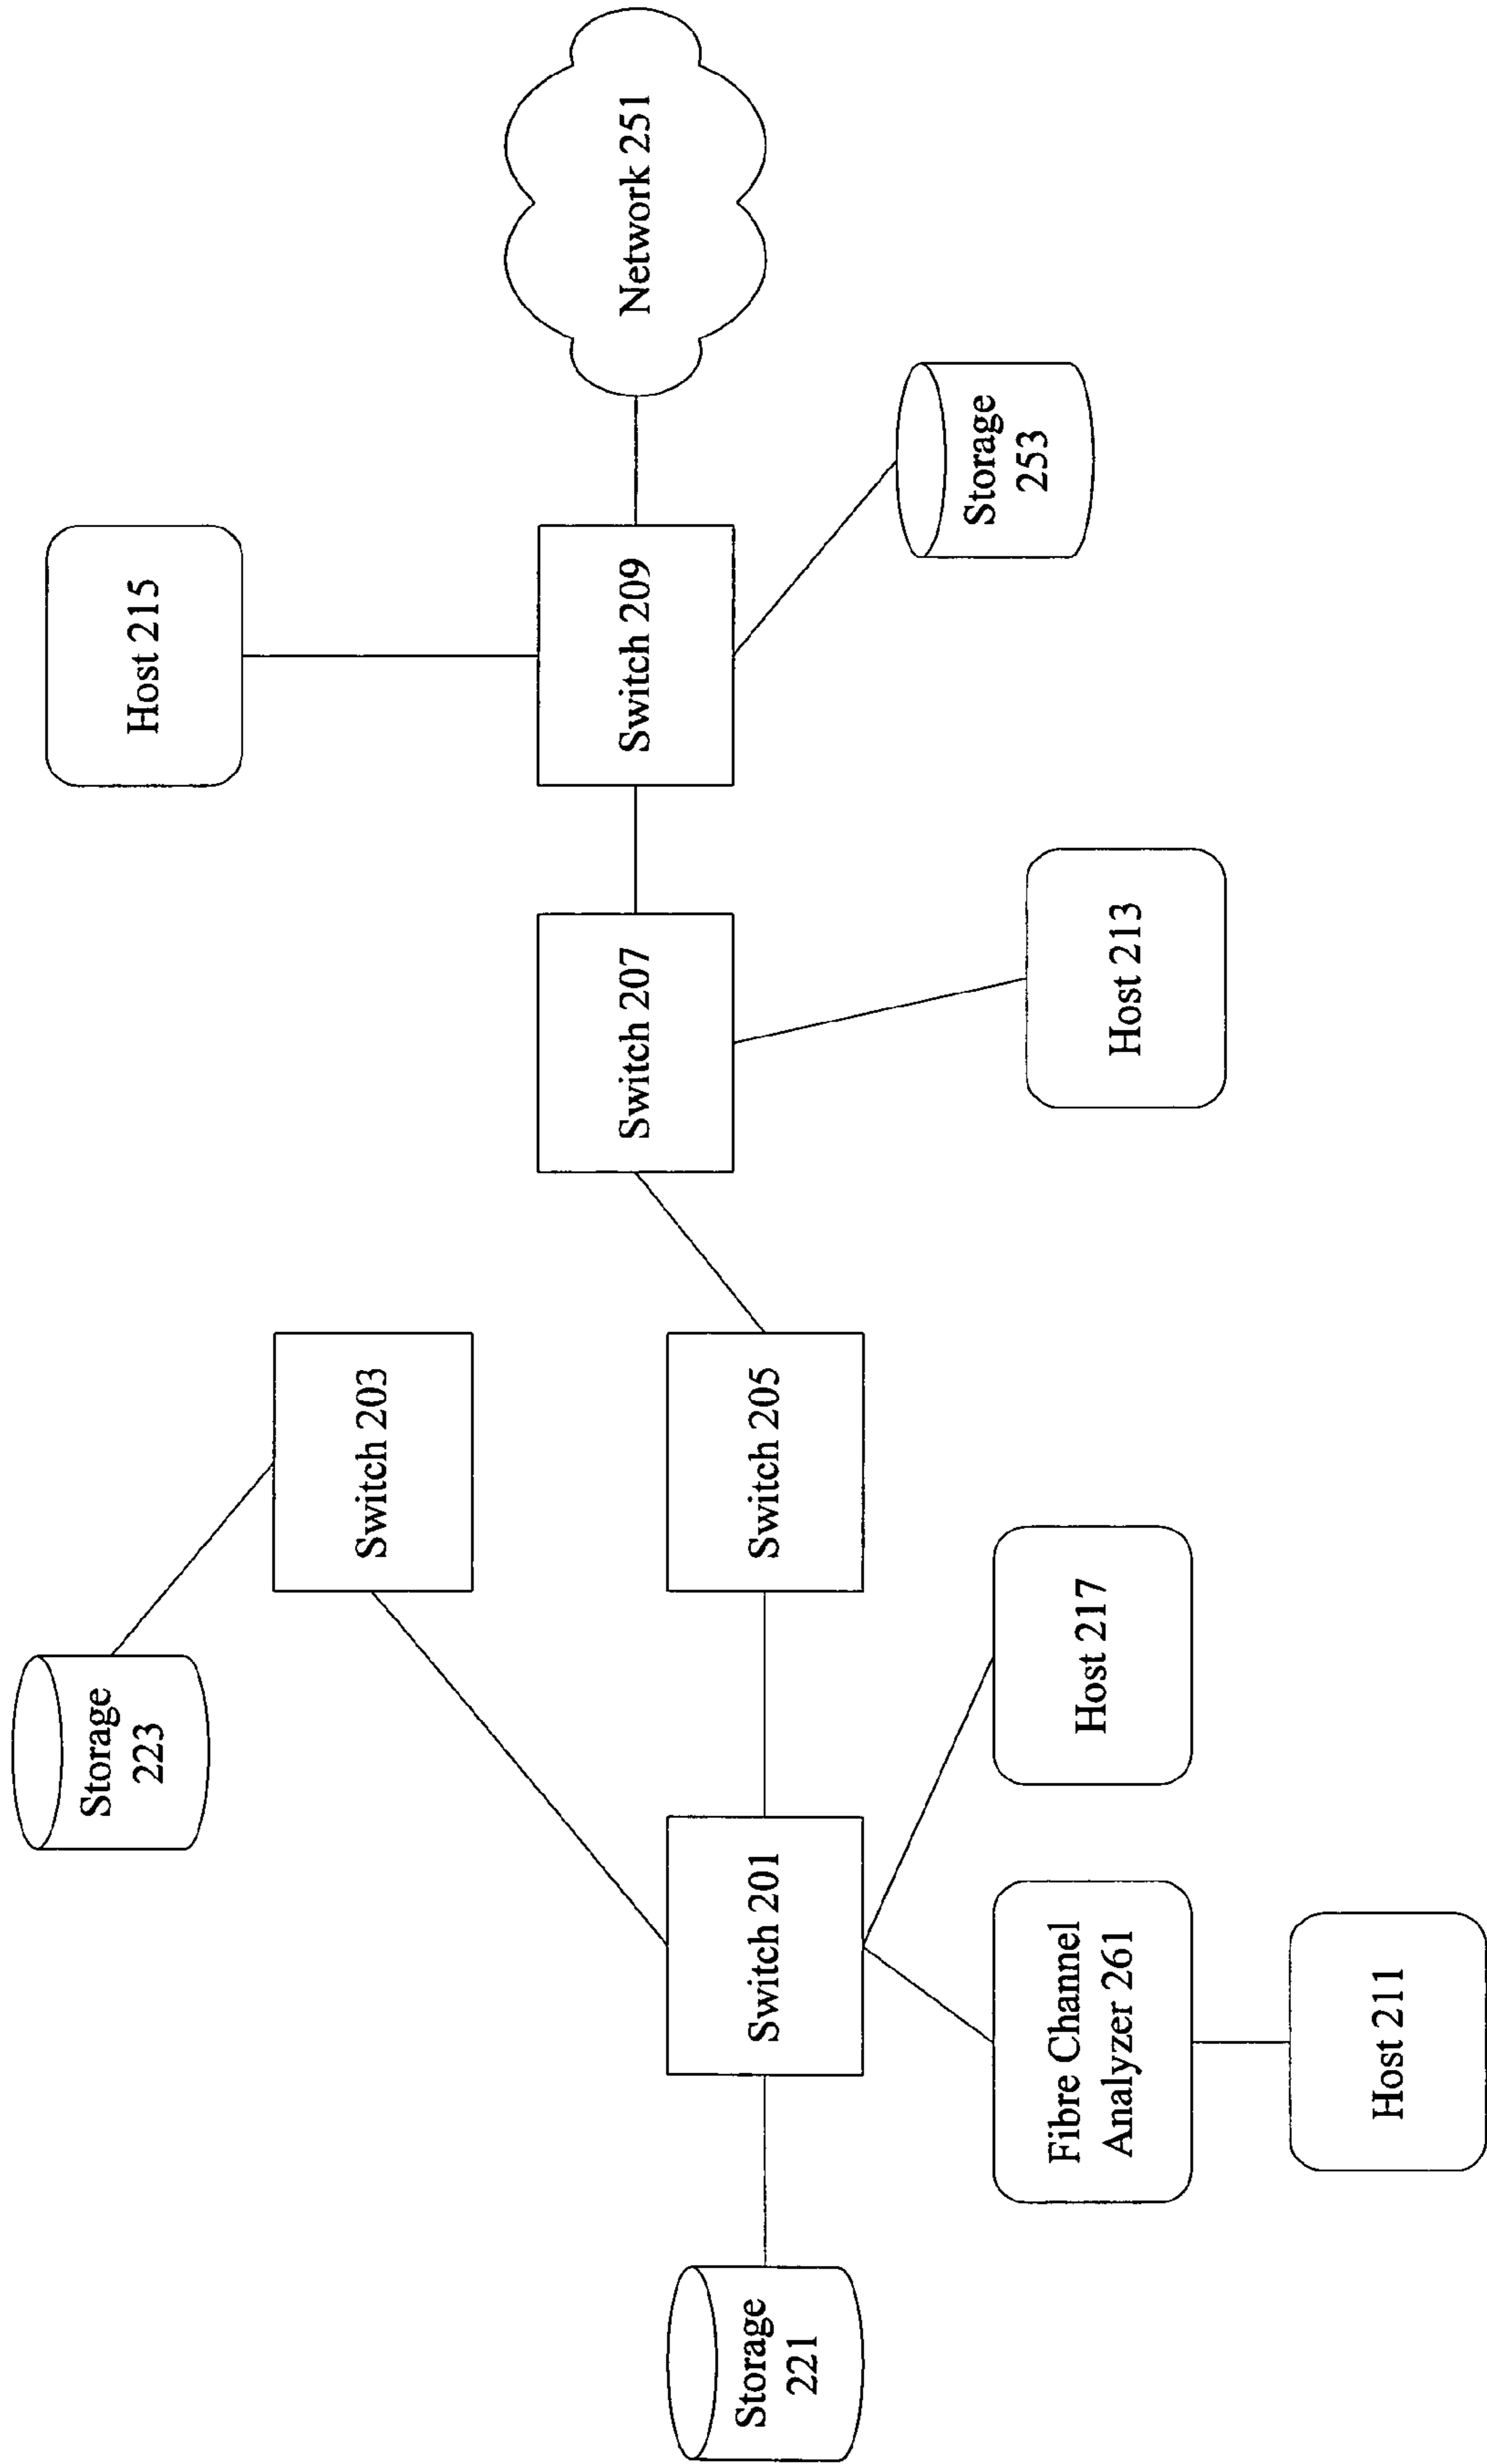 Storage
223
Host 215
Switch 203
Switch 207
Switch 209
Network 251
Storage
221
Switch 201
Switch 205
Storage
253
Fibre Channel
Analyzer 261
Host 217
Host 213
Host 211